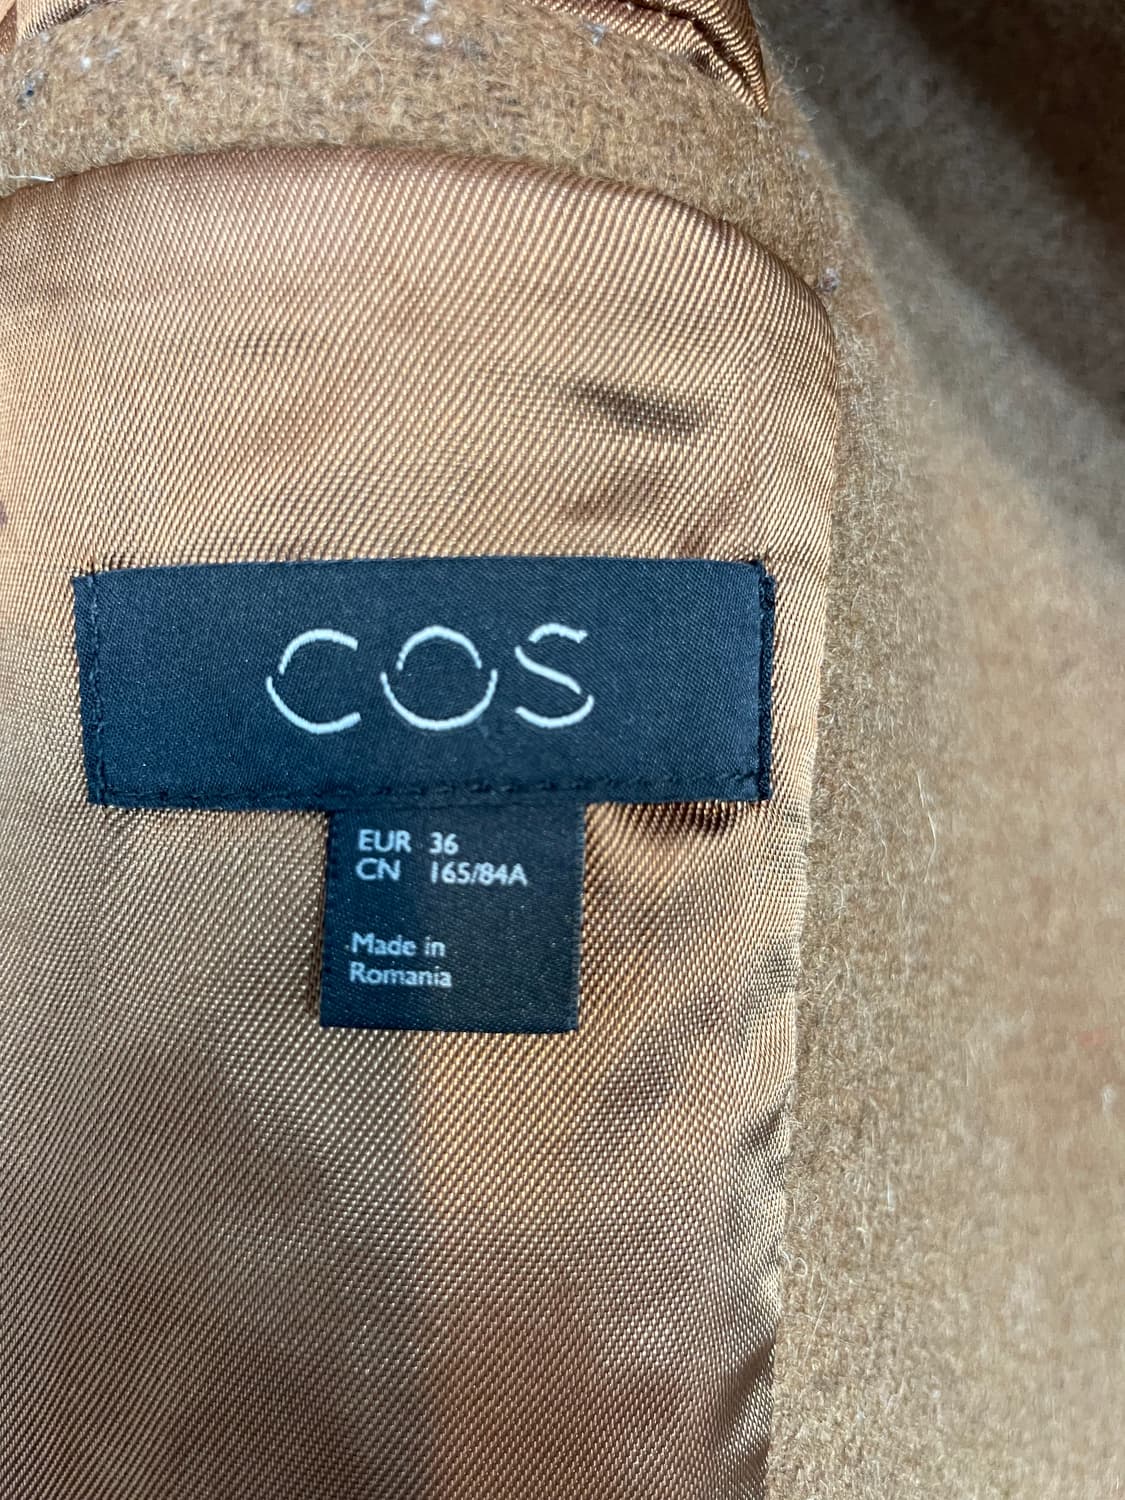 COS
EUR 36
CN 165/84A
Made in
Romania